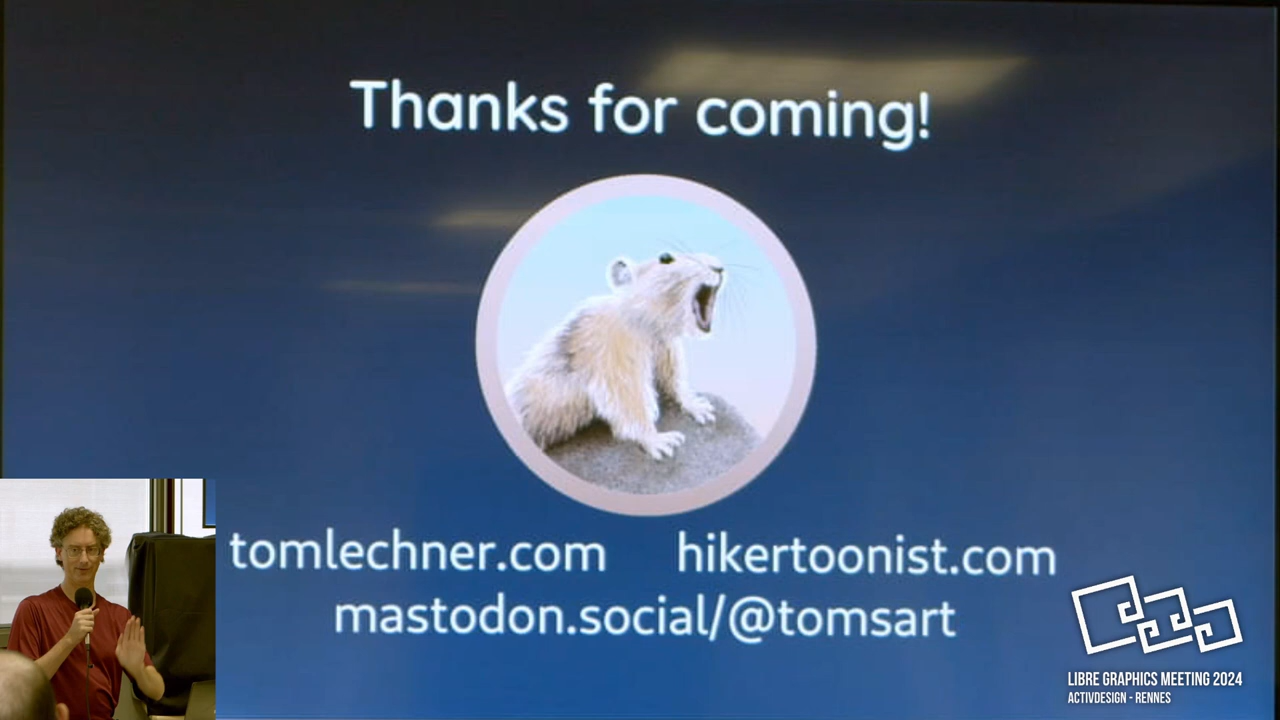 Thanks for coming!
tomlechner.com hikertoonist.com
mastodon.social/@tomsart
LIBRE GRAPHICS MEETING 2024
ACTIVDESIGN - RENNES